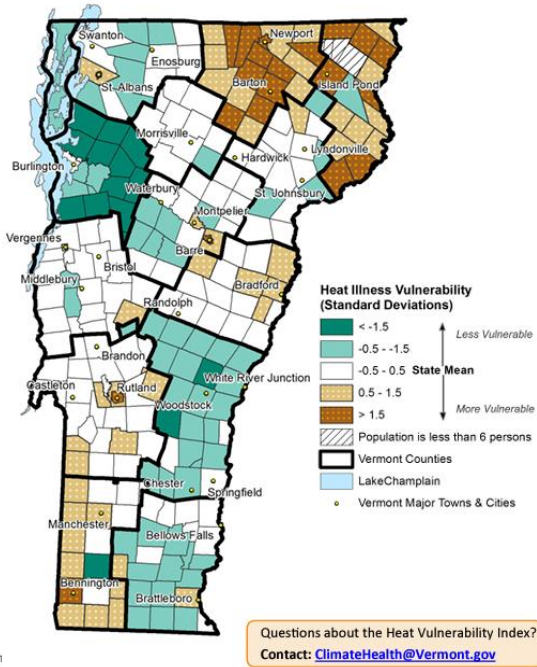 Swanton
Newport
Enosburg
St. Albans
Barton
Island Pond
Morrisville
Hardwick
Lyndonville
Burlington
Waterbury
St. Johnsbury
Montpelier
Vergennes
Barre
Bristol
Middlebury
Bradford
Randolph
Brandon
Castleton
Rutland
White River Junction
Woodstock
Chester
Springfield
Manchester
Bellows Falls
Bennington
Brattleboro
Heat Illness Vulnerability
(Standard Deviations)
< -1.5
-0.5 - -1.5
-0.5 - 0.5 State Mean
0.5 - 1.5
> 1.5
Less Vulnerable
More Vulnerable
Population is less than 6 persons
Vermont Counties
LakeChamplain
Vermont Major Towns & Cities
Questions about the Heat Vulnerability Index?
Contact: ClimateHealth@Vermont.gov